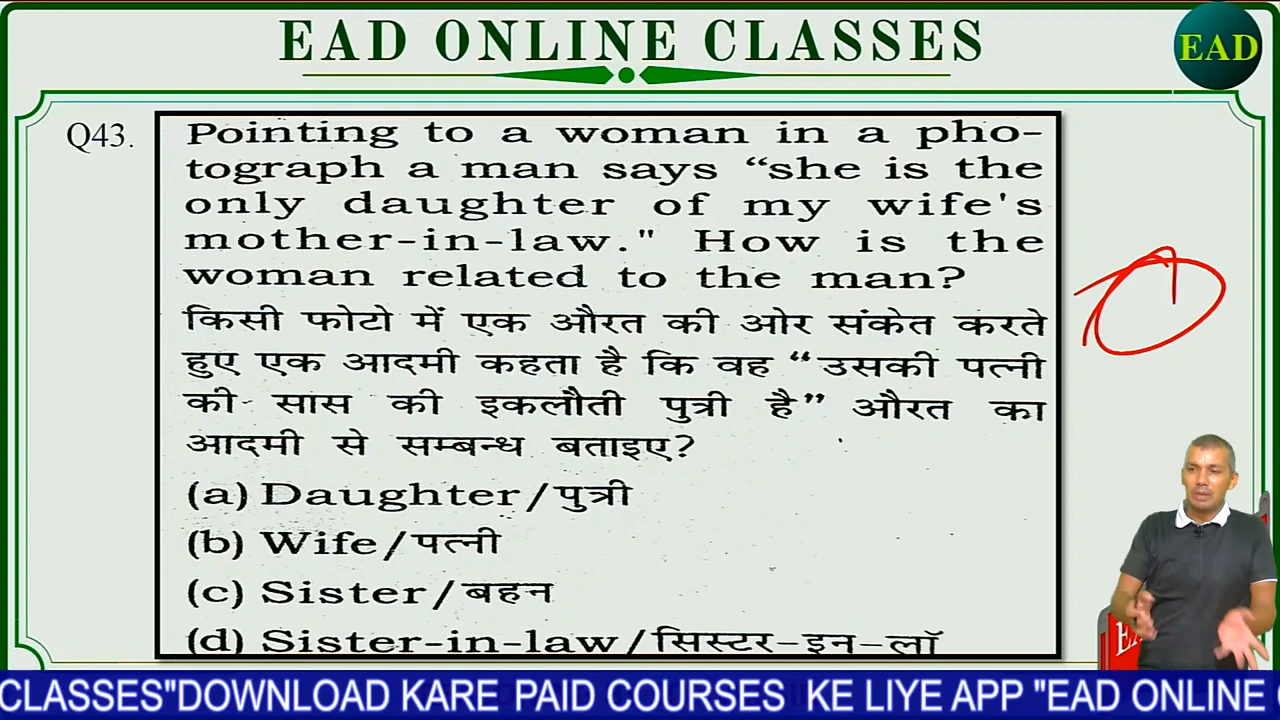 EAD ONLINE CLASSES
EAD
Q43.
Pointing to a woman in a pho-
tograph a man says “she is the
only daughter of my wife's
mother-in-law." How is the
woman related to the man?
किसी फोटो में एक औरत की ओर संकेत करते
हुए एक आदमी कहता है कि वह “उसकी पत्नी
की सास की इकलौती पुत्री है” औरत का
आदमी से सम्बन्ध बताइए?
(a) Daughter/पुत्री
(b) Wife/पत्नी
(c) Sister/बहन
(d) Sister-in-law/सिस्टर-इन-लॉ
CLASSES"DOWNLOAD KARE PAID COURSES KE LIYE APP "EAD ONLINE